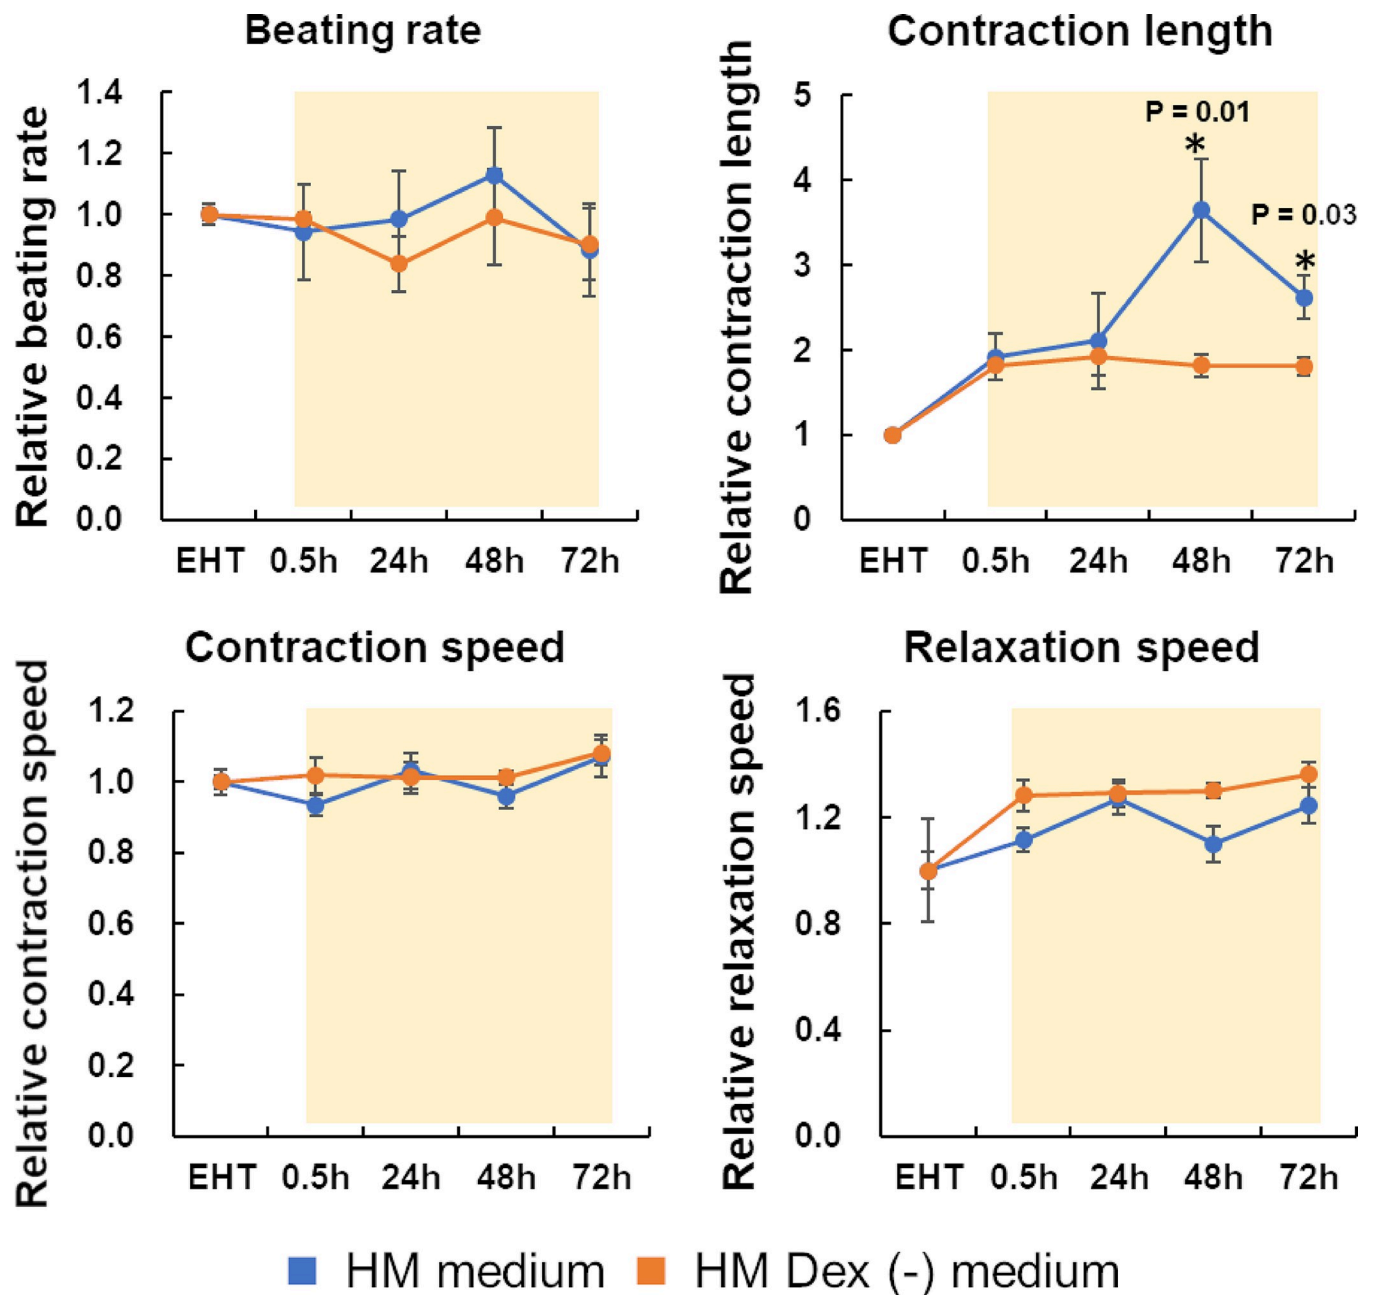 Beating rate
Relative beating rate
1.4
1.2
1.0
0.8
0.6
0.4
0.2
0.0
EHT 0.5h 24h 48h 72h
Contraction length
Relative contraction length
5
4
3
2
1
0
P = 0.01
*
P = 0.03
*
EHT 0.5h 24h 48h 72h
Contraction speed
Relative contraction speed
1.2
1.0
0.8
0.6
0.4
0.2
0.0
EHT 0.5h 24h 48h 72h
Relaxation speed
Relative relaxation speed
1.6
1.2
0.8
0.4
0.0
EHT 0.5h 24h 48h 72h
HM medium HM Dex (-) medium